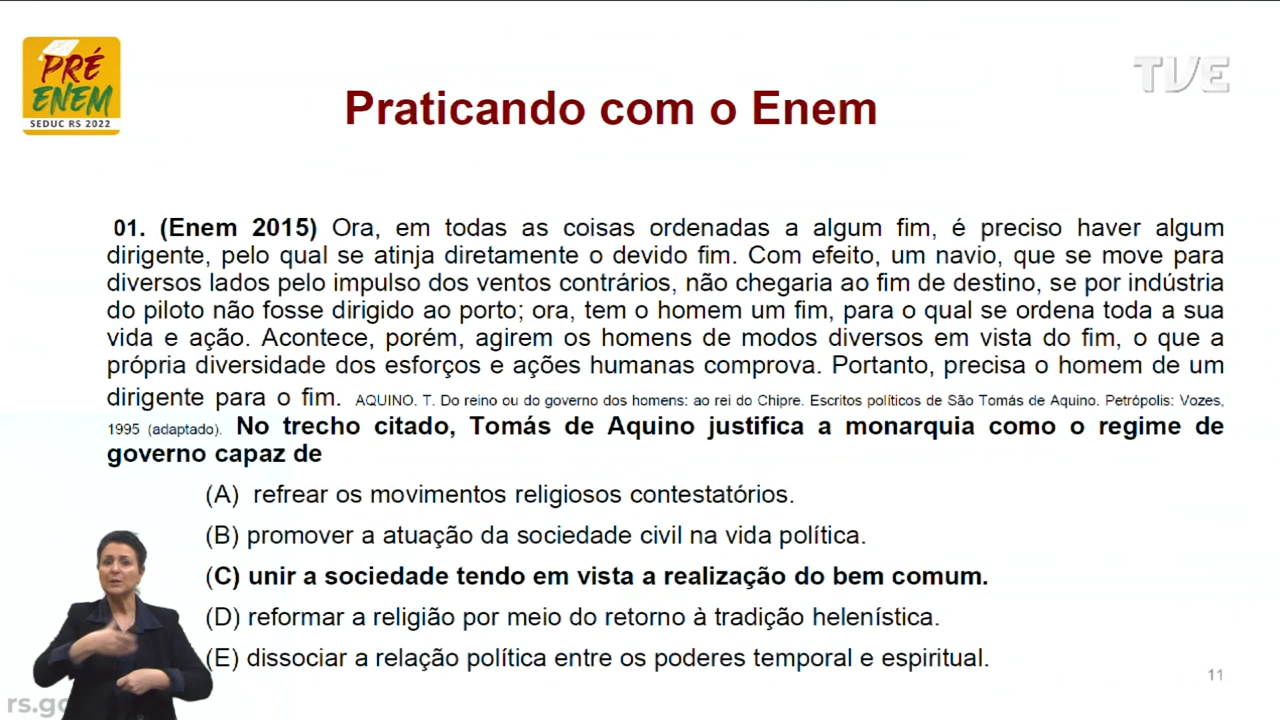 PRÉ
ENEM
SEDUC RS 2022
TVE
Praticando com o Enem
01. (Enem 2015) Ora, em todas as coisas ordenadas a algum fim, é preciso haver algum
dirigente, pelo qual se atinja diretamente o devido fim. Com efeito, um navio, que se move para
diversos lados pelo impulso dos ventos contrários, não chegaria ao fim de destino, se por indústria
do piloto não fosse dirigido ao porto; ora, tem o homem um fim, para o qual se ordena toda a sua
vida e ação. Acontece, porém, agirem os homens de modos diversos em vista do fim, o que a
própria diversidade dos esforços e ações humanas comprova. Portanto, precisa o homem de um
dirigente para o fim. AQUINO. T. Do reino ou do governo dos homens: ao rei do Chipre. Escritos políticos de São Tomás de Aquino. Petrópolis: Vozes,
1995 (adaptado). No trecho citado, Tomás de Aquino justifica a monarquia como o regime de
governo capaz de
(A) refrear os movimentos religiosos contestatórios.
(B) promover a atuação da sociedade civil na vida política.
(C) unir a sociedade tendo em vista a realização do bem comum.
(D) reformar a religião por meio do retorno à tradição helenística.
(E) dissociar a relação política entre os poderes temporal e espiritual.
11